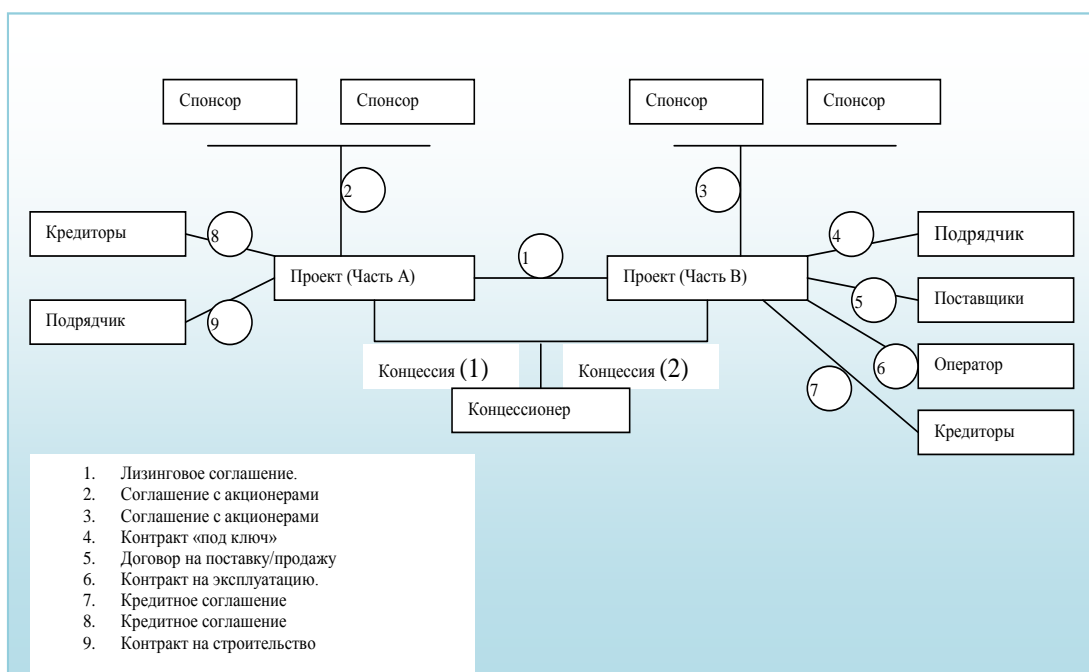 Спонсор
Спонсор
Спонсор
Спонсор
2
3
Кредиторы
8
4
Подрядчик
1
Проект (Часть А)
Проект (Часть В)
5
Поставщики
Подрядчик
9
6
Оператор
Концессия (1)
Концессия (2)
7
Концессионер
Кредиторы
1. Лизинговое соглашение.
2. Соглашение с акционерами
3. Соглашение с акционерами
4. Контракт «под ключ»
5. Договор на поставку/продажу
6. Контракт на эксплуатацию.
7. Кредитное соглашение
8. Кредитное соглашение
9. Контракт на строительство